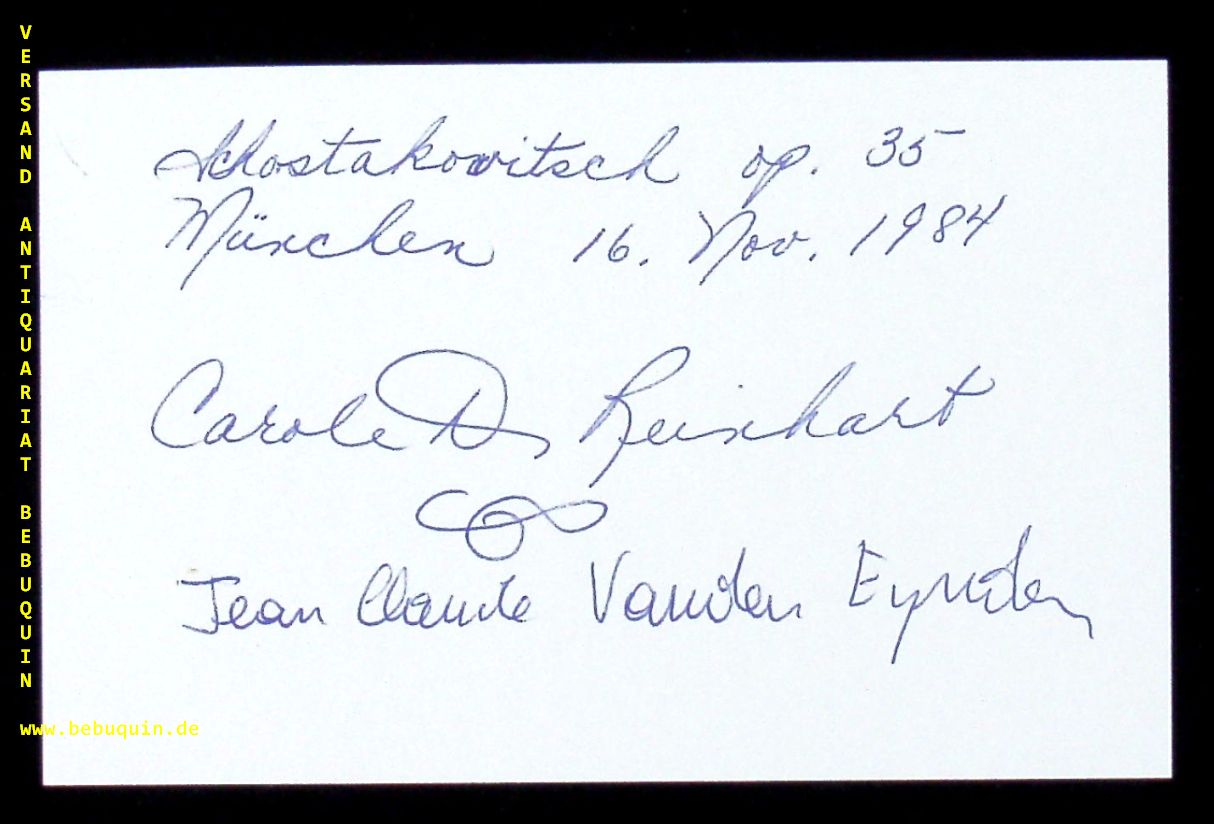 VERSAND ANTIQUARIAT BEBUQUIN
Schostakowitsch op. 35
München 16. Nov. 1984
Carole D. Reinhart
Jean Claude Vanden Eynden
www.bebuquin.de